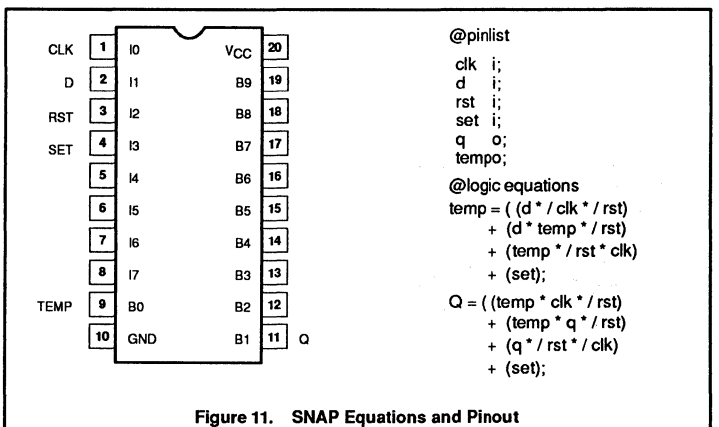 CLK 1 I0 VCC 20
D 2 I1 B9 19
RST 3 I2 B8 18
SET 4 I3 B7 17
5 I4 B6 16
6 I5 B5 15
7 I6 B4 14
8 I7 B3 13
TEMP 9 B0 B2 12
10 GND B1 11 Q
@pinlist
clk i;
d i;
rst i;
set i;
q o;
tempo;
@logic equations
temp = ( (d * / clk * / rst)
+ (d * temp * / rst)
+ (temp * / rst * clk)
+ (set);
Q = ( (temp * clk * / rst)
+ (temp * q * / rst)
+ (q * / rst * / clk)
+ (set);
Figure 11. SNAP Equations and Pinout